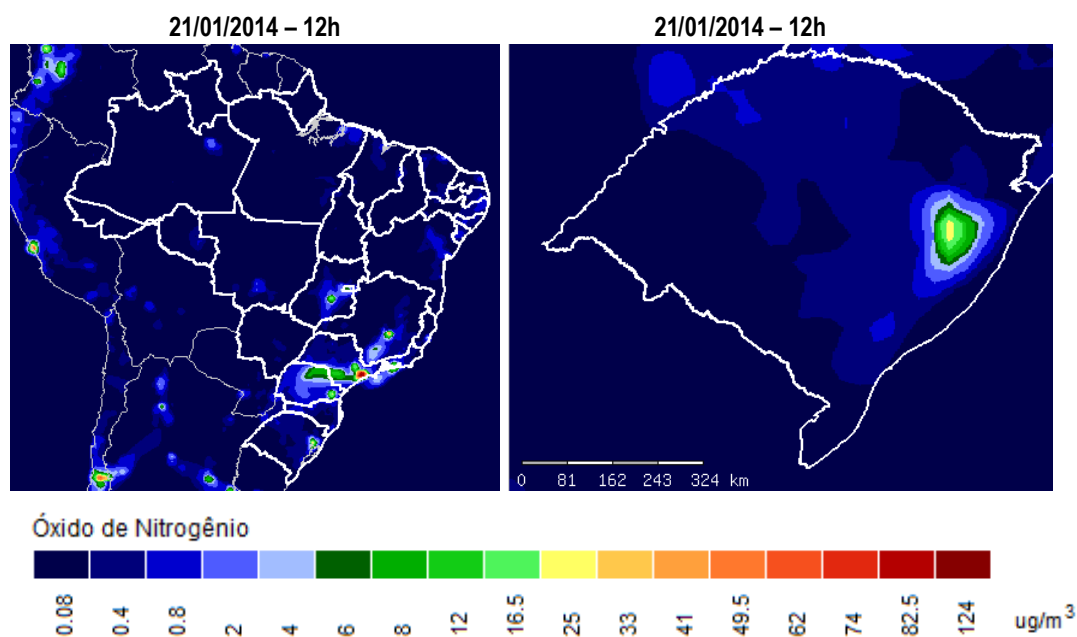 21/01/2014 – 12h
21/01/2014 – 12h
0 81 162 243 324 km
Óxido de Nitrogênio
0.08 0.4 0.8 2 4 6 8 12 16.5 25 33 41 49.5 62 74 82.5 124 ug/m³